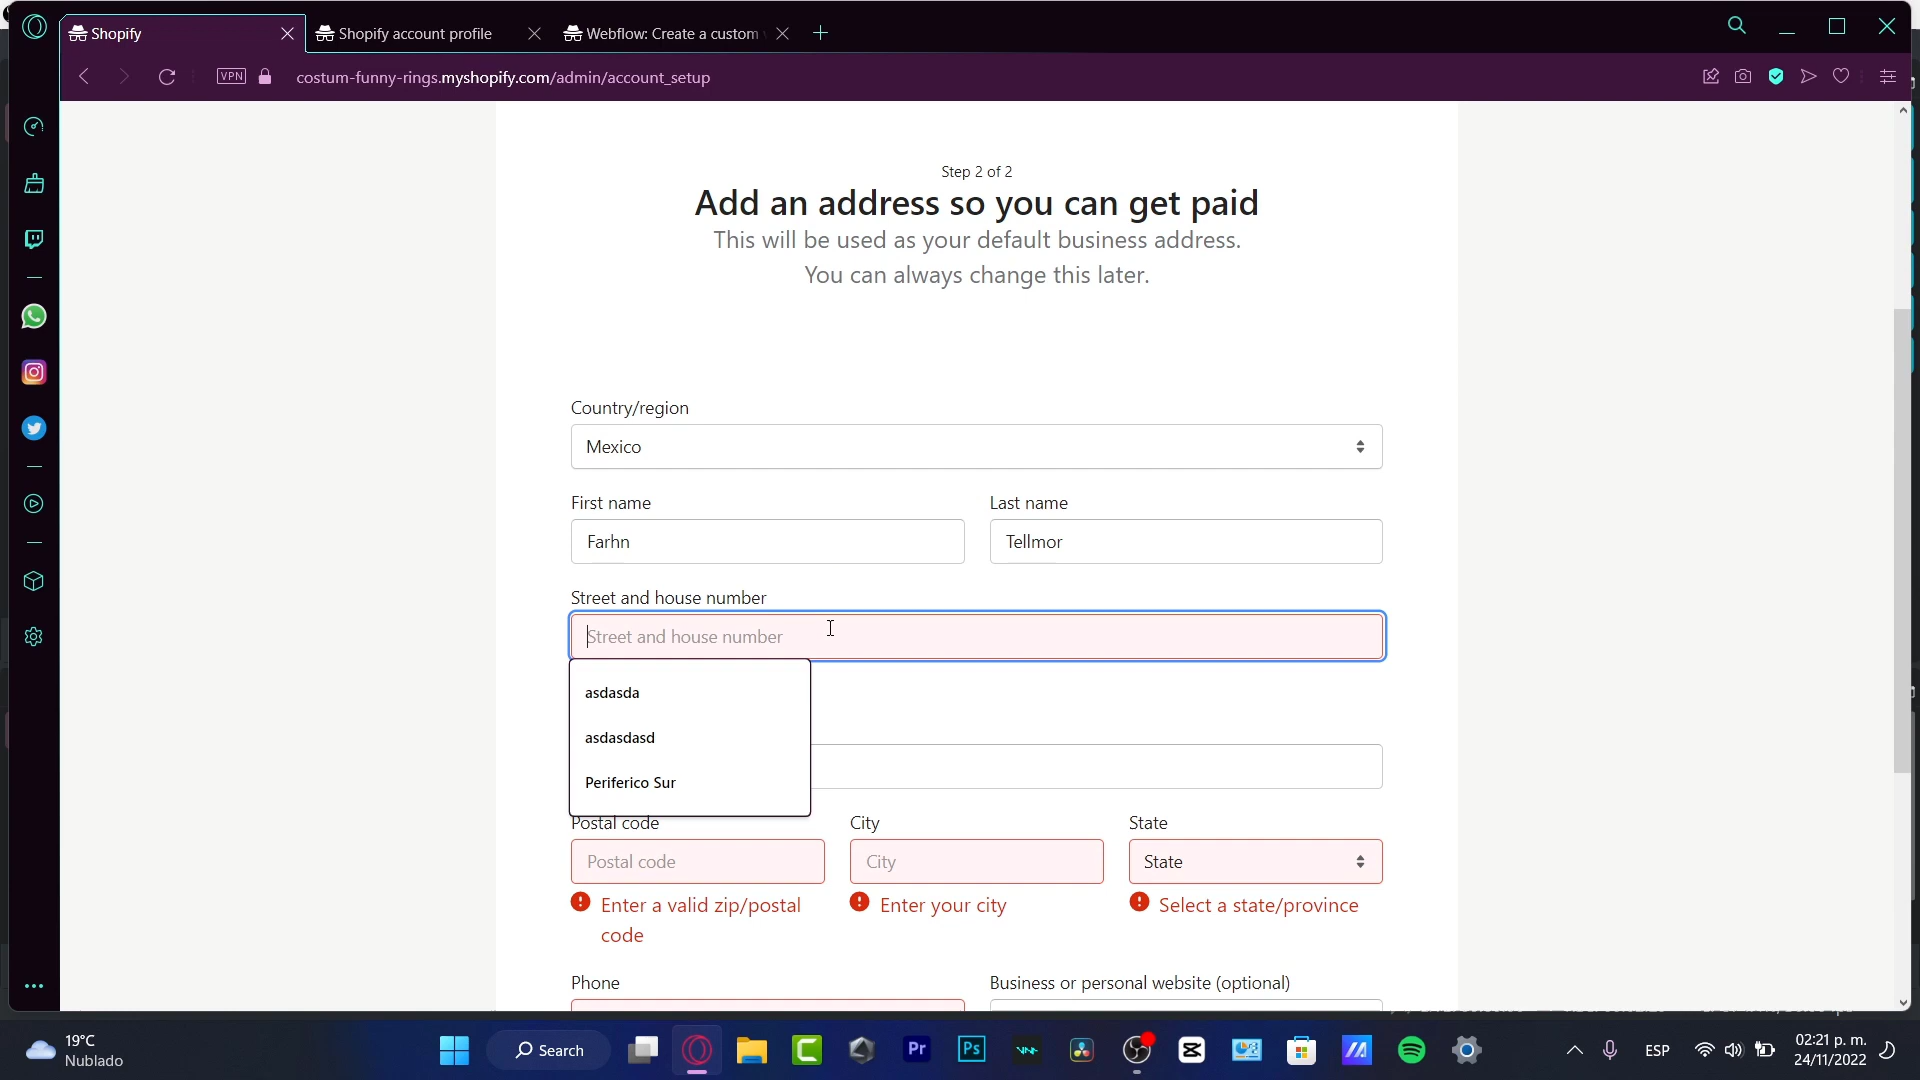 Shopify
Shopify account profile
Webflow: Create a custom
VPN
costum-funny-rings.myshopify.com/admin/account_setup
Step 2 of 2
Add an address so you can get paid
This will be used as your default business address.
You can always change this later.
Country/region
Mexico
First name
Last name
Farhn
Tellmor
Street and house number
Street and house number
asdasda
asdasdasd
Periferico Sur
Postal code
City
State
Postal code
City
State
Enter a valid zip/postal
code
Enter your city
Select a state/province
Phone
Business or personal website (optional)
19°C
Nublado
Search
Pr
Ps
ESP
02:21 p. m.
24/11/2022